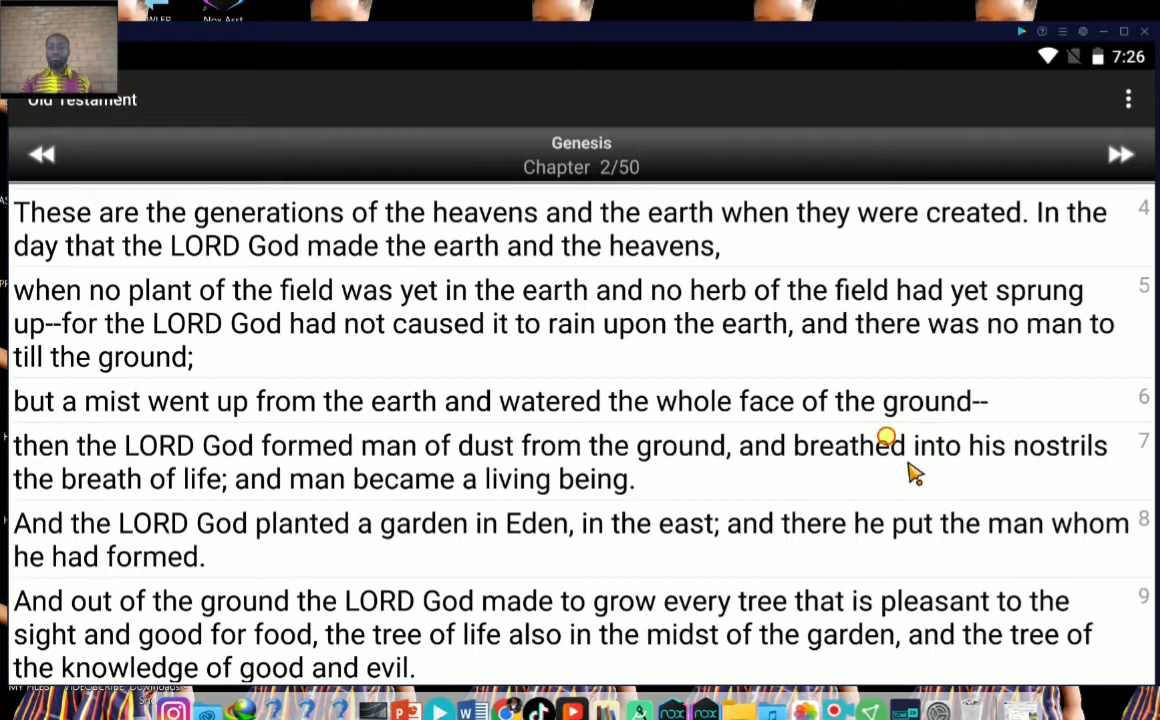 Nox Asst
7:26
Old Testament
Genesis
Chapter 2/50
These are the generations of the heavens and the earth when they were created. In the 4
day that the LORD God made the earth and the heavens,
when no plant of the field was yet in the earth and no herb of the field had yet sprung 5
up--for the LORD God had not caused it to rain upon the earth, and there was no man to
till the ground;
but a mist went up from the earth and watered the whole face of the ground-- 6
then the LORD God formed man of dust from the ground, and breathed into his nostrils 7
the breath of life; and man became a living being.
And the LORD God planted a garden in Eden, in the east; and there he put the man whom 8
he had formed.
And out of the ground the LORD God made to grow every tree that is pleasant to the 9
sight and good for food, the tree of life also in the midst of the garden, and the tree of
the knowledge of good and evil.
MY FILES VIDEOSCRIBE Downloads -
nox nox